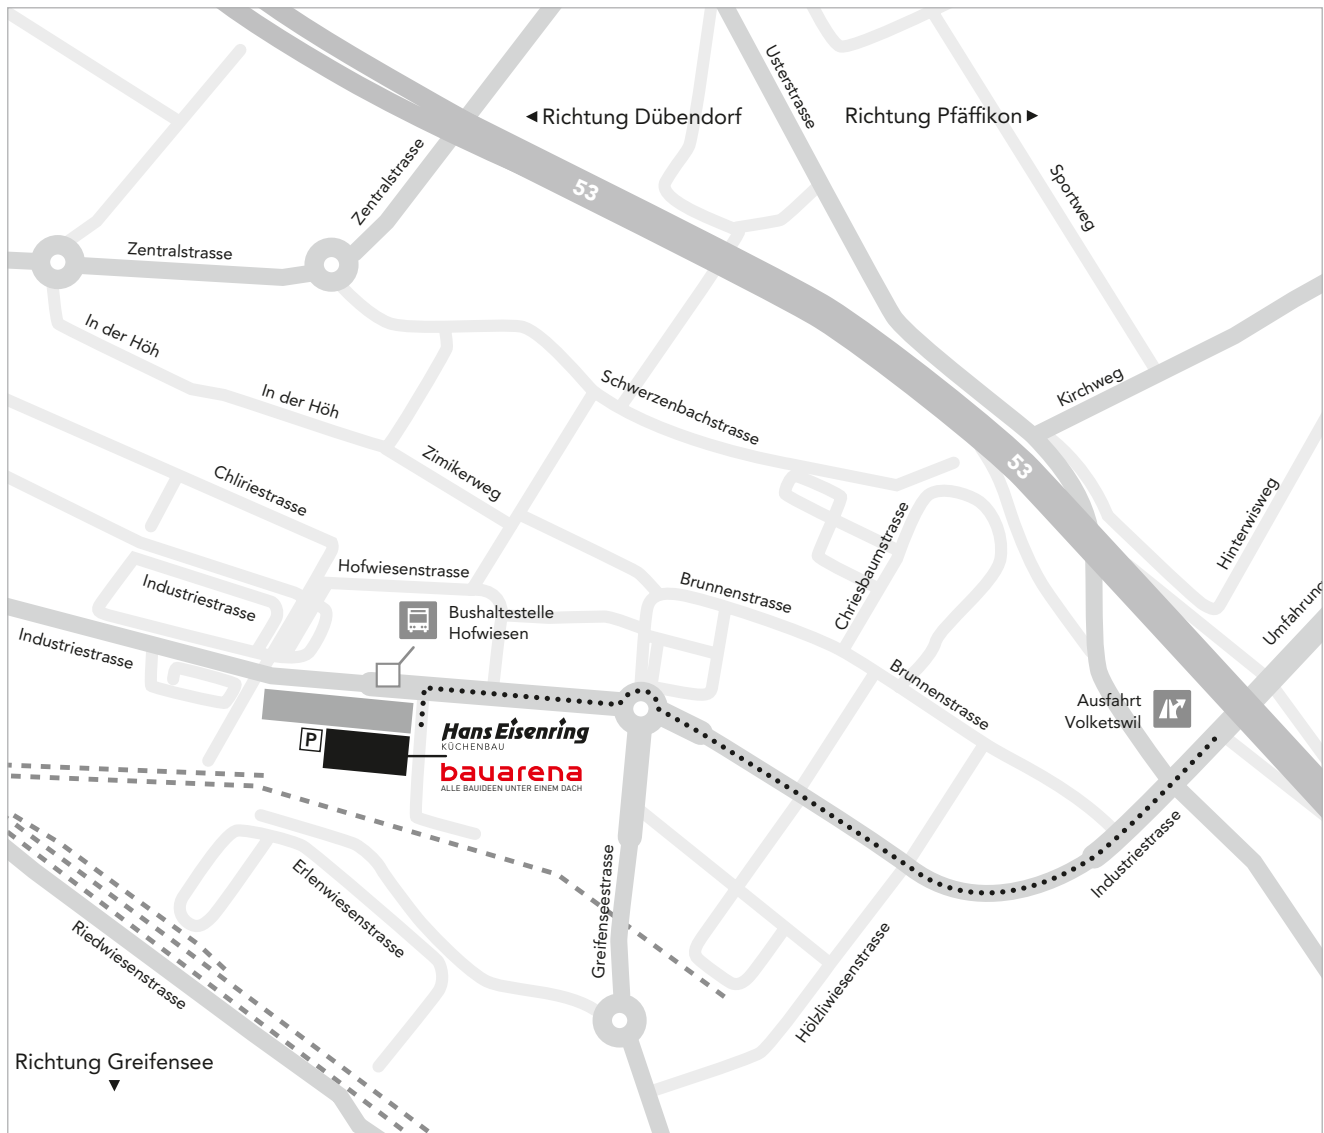 Usterstrasse
Richtung Dübendorf
Richtung Pfäffikon
Zentralstrasse
53
Sportweg
Zentralstrasse
In der Höh
In der Höh
Schwerzenbachstrasse
Kirchweg
Zimikerweg
53
Chliriestrasse
Hinterwisweg
Chriesbaumstrasse
Hofwiesenstrasse
Industriestrasse
Brunnenstrasse
Bushaltestelle
Hofwiesen
Umfahrung
Industriestrasse
Brunnenstrasse
Ausfahrt
Volketswil
P
Hans Eisenring
KÜCHENBAU
bauarena
ALLE BAUIDEEN UNTER EINEM DACH
Industriestrasse
Erlenwiesenstrasse
Greifenseestrasse
Riedwiesenstrasse
Hölzliwiesenstrasse
Richtung Greifensee